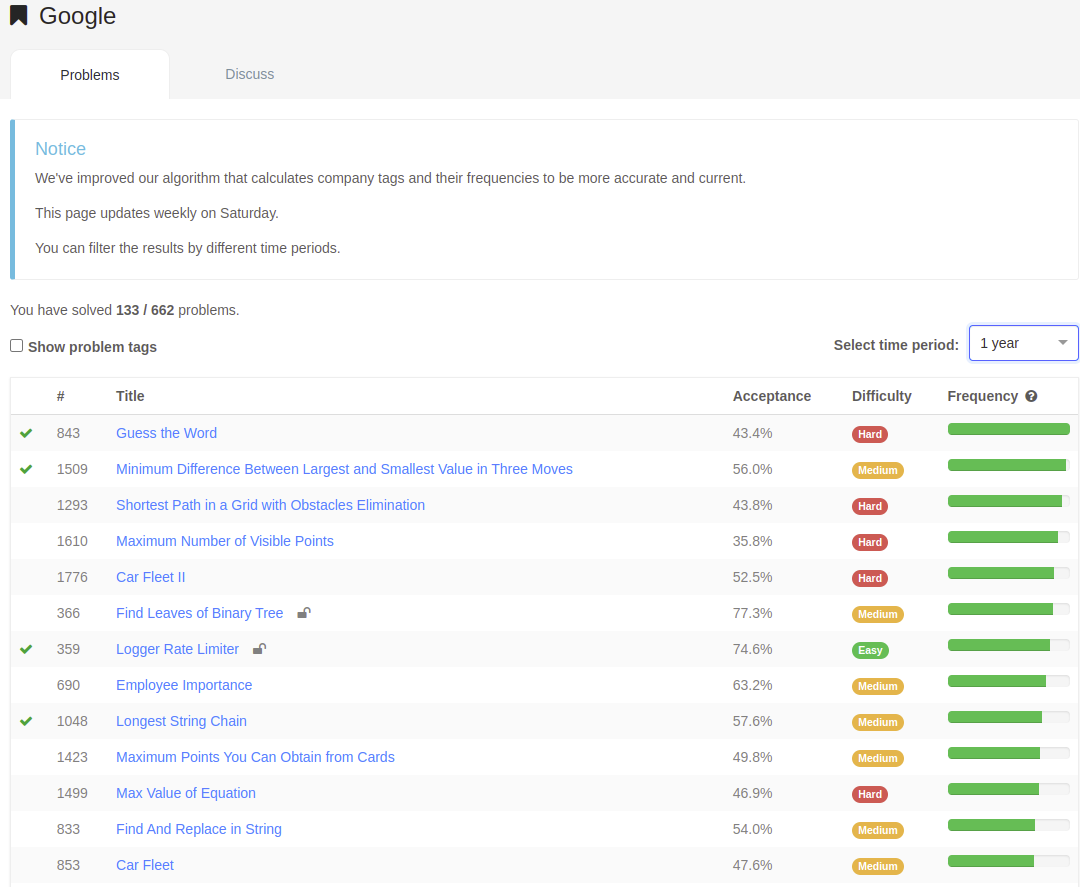 Google
Problems Discuss
Notice
We've improved our algorithm that calculates company tags and their frequencies to be more accurate and current.
This page updates weekly on Saturday.
You can filter the results by different time periods.
You have solved 133 / 662 problems.
Show problem tags Select time period: 1 year
# Title Acceptance Difficulty Frequency ?
843 Guess the Word 43.4% Hard
1509 Minimum Difference Between Largest and Smallest Value in Three Moves 56.0% Medium
1293 Shortest Path in a Grid with Obstacles Elimination 43.8% Hard
1610 Maximum Number of Visible Points 35.8% Hard
1776 Car Fleet II 52.5% Hard
366 Find Leaves of Binary Tree 77.3% Medium
359 Logger Rate Limiter 74.6% Easy
690 Employee Importance 63.2% Medium
1048 Longest String Chain 57.6% Medium
1423 Maximum Points You Can Obtain from Cards 49.8% Medium
1499 Max Value of Equation 46.9% Hard
833 Find And Replace in String 54.0% Medium
853 Car Fleet 47.6% Medium